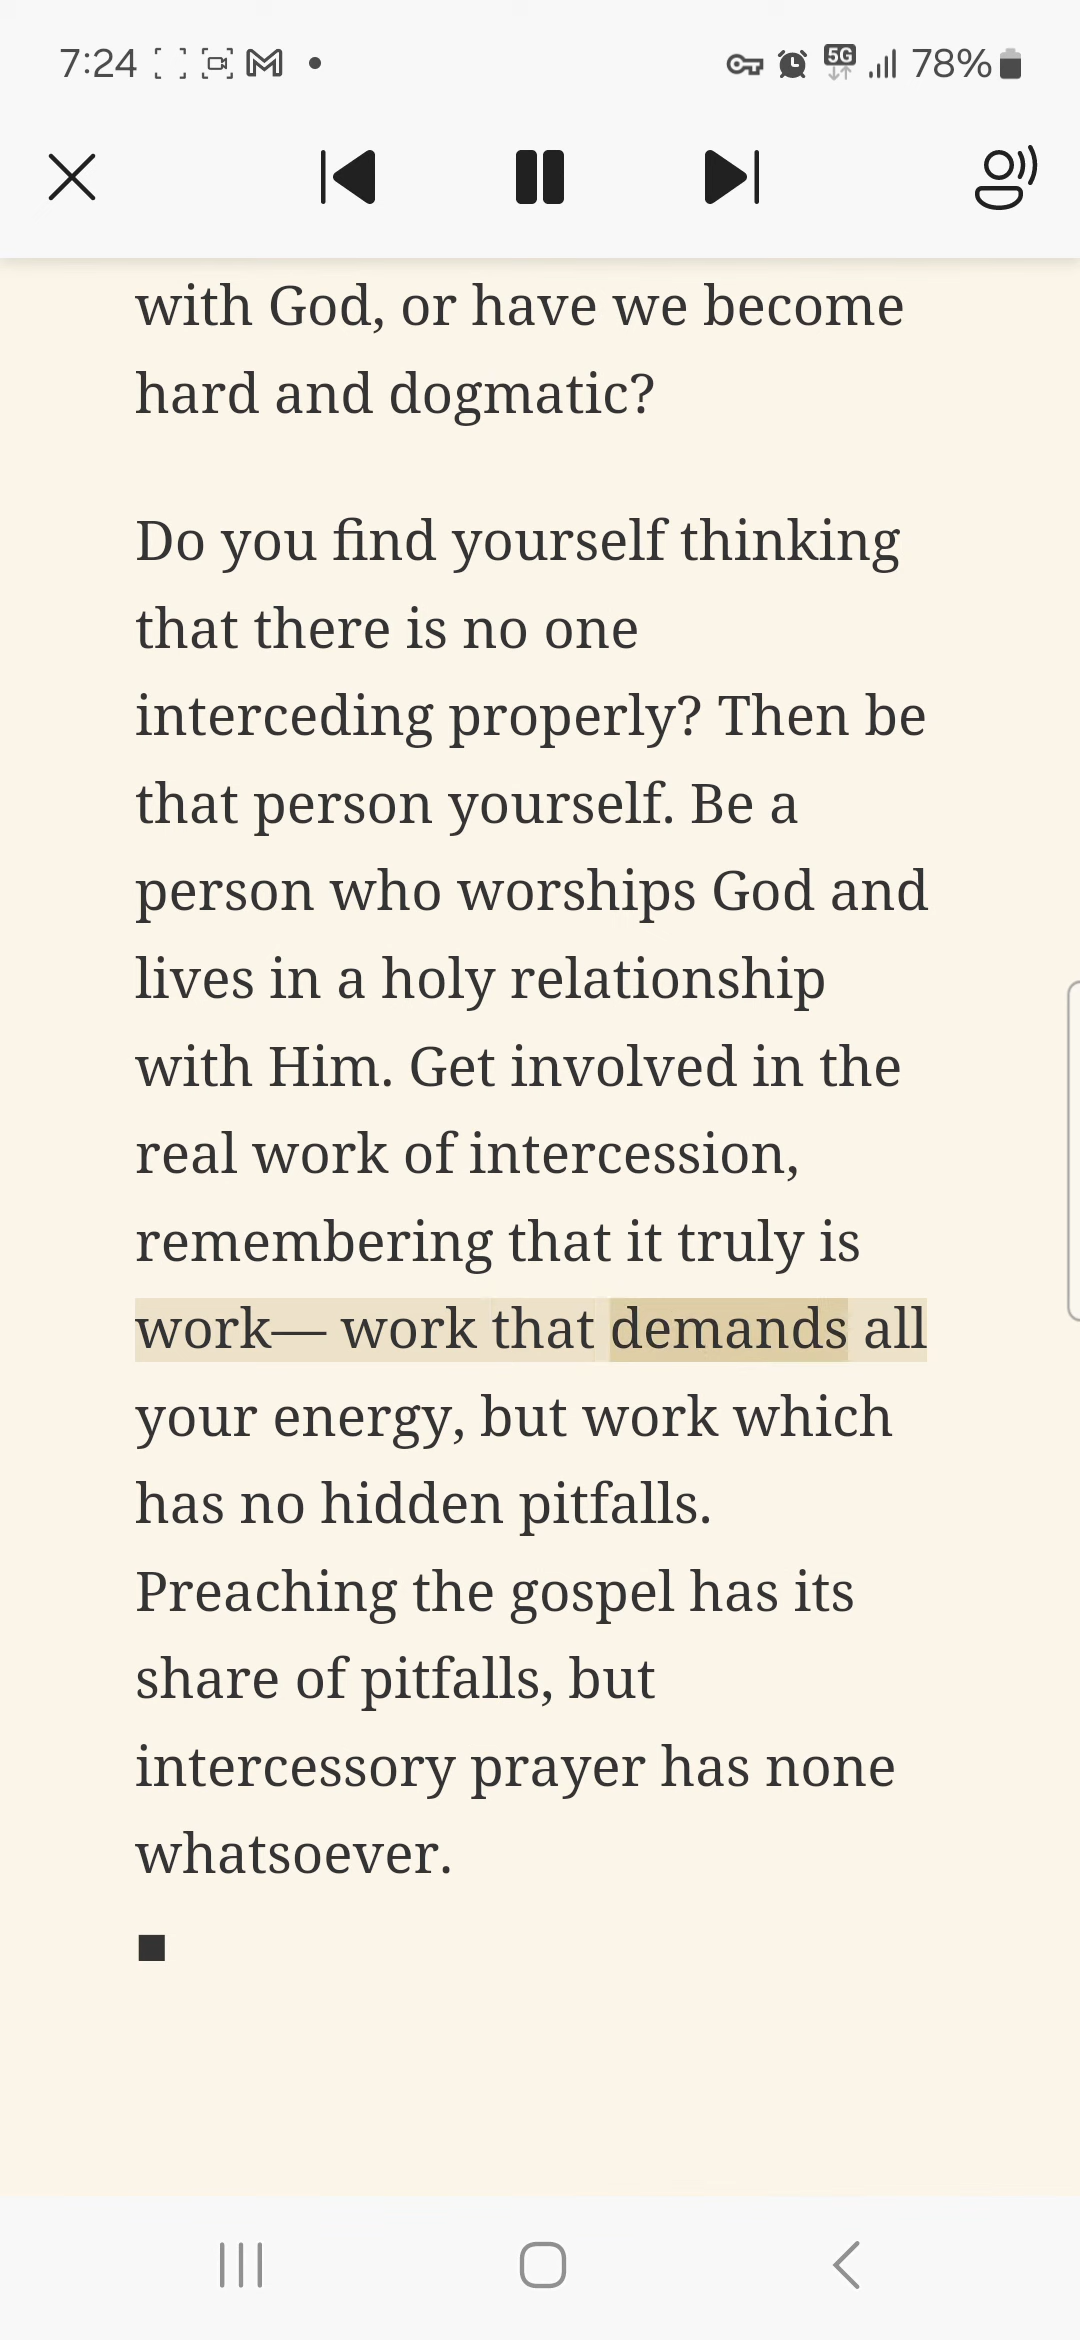 7:24
5G
78%
with God, or have we become
hard and dogmatic?
Do you find yourself thinking
that there is no one
interceding properly? Then be
that person yourself. Be a
person who worships God and
lives in a holy relationship
with Him. Get involved in the
real work of intercession,
remembering that it truly is
work— work that demands all
your energy, but work which
has no hidden pitfalls.
Preaching the gospel has its
share of pitfalls, but
intercessory prayer has none
whatsoever.